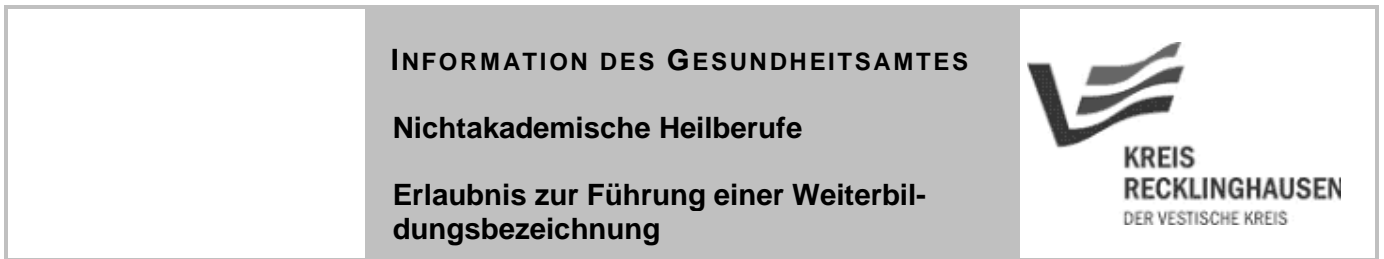 INFORMATION DES GESUNDHEITSAMTES
Nichtakademische Heilberufe
Erlaubnis zur Führung einer Weiterbil-
dungsbezeichnung
KREIS
RECKLINGHAUSEN
DER VESTISCHE KREIS